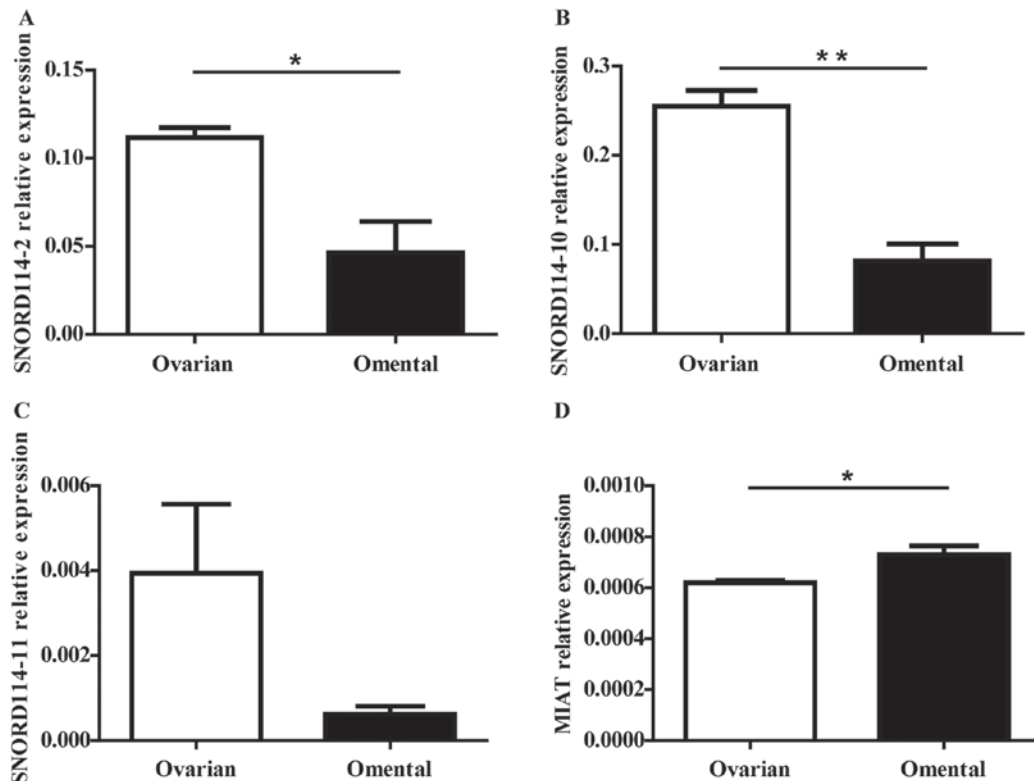 A
SNORD114-2 relative expression
0.15
0.10
0.05
0.00
*
Ovarian
Omental
B
SNORD114-10 relative expression
0.3
0.2
0.1
0.0
**
Ovarian
Omental
C
SNORD114-11 relative expression
0.006
0.004
0.002
0.000
Ovarian
Omental
D
MIAT relative expression
0.0010
0.0008
0.0006
0.0004
0.0002
0.0000
*
Ovarian
Omental